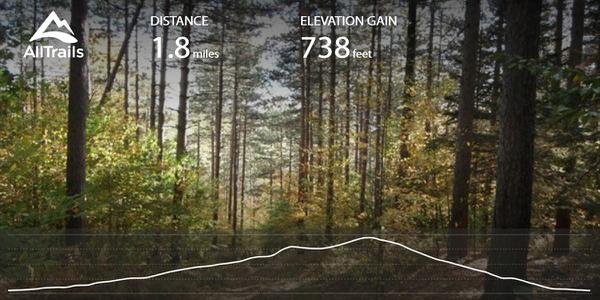 AllTrails
DISTANCE
1.8 miles
ELEVATION GAIN
738 feet